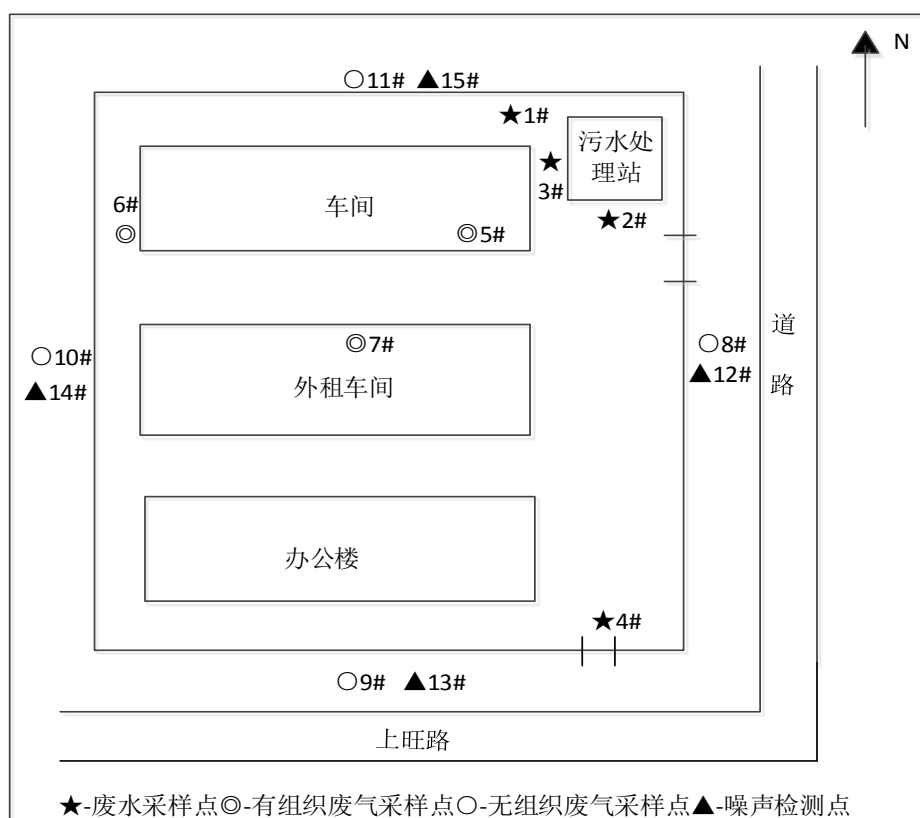 N
○11# ▲15#
★1#
污水处
理站
★
3#
★2#
车间
6#
◎
◎5#
道
路
○10#
▲14#
◎7#
外租车间
○8#
▲12#
办公楼
★4#
○9# ▲13#
上旺路
★-废水采样点◎-有组织废气采样点○-无组织废气采样点▲-噪声检测点